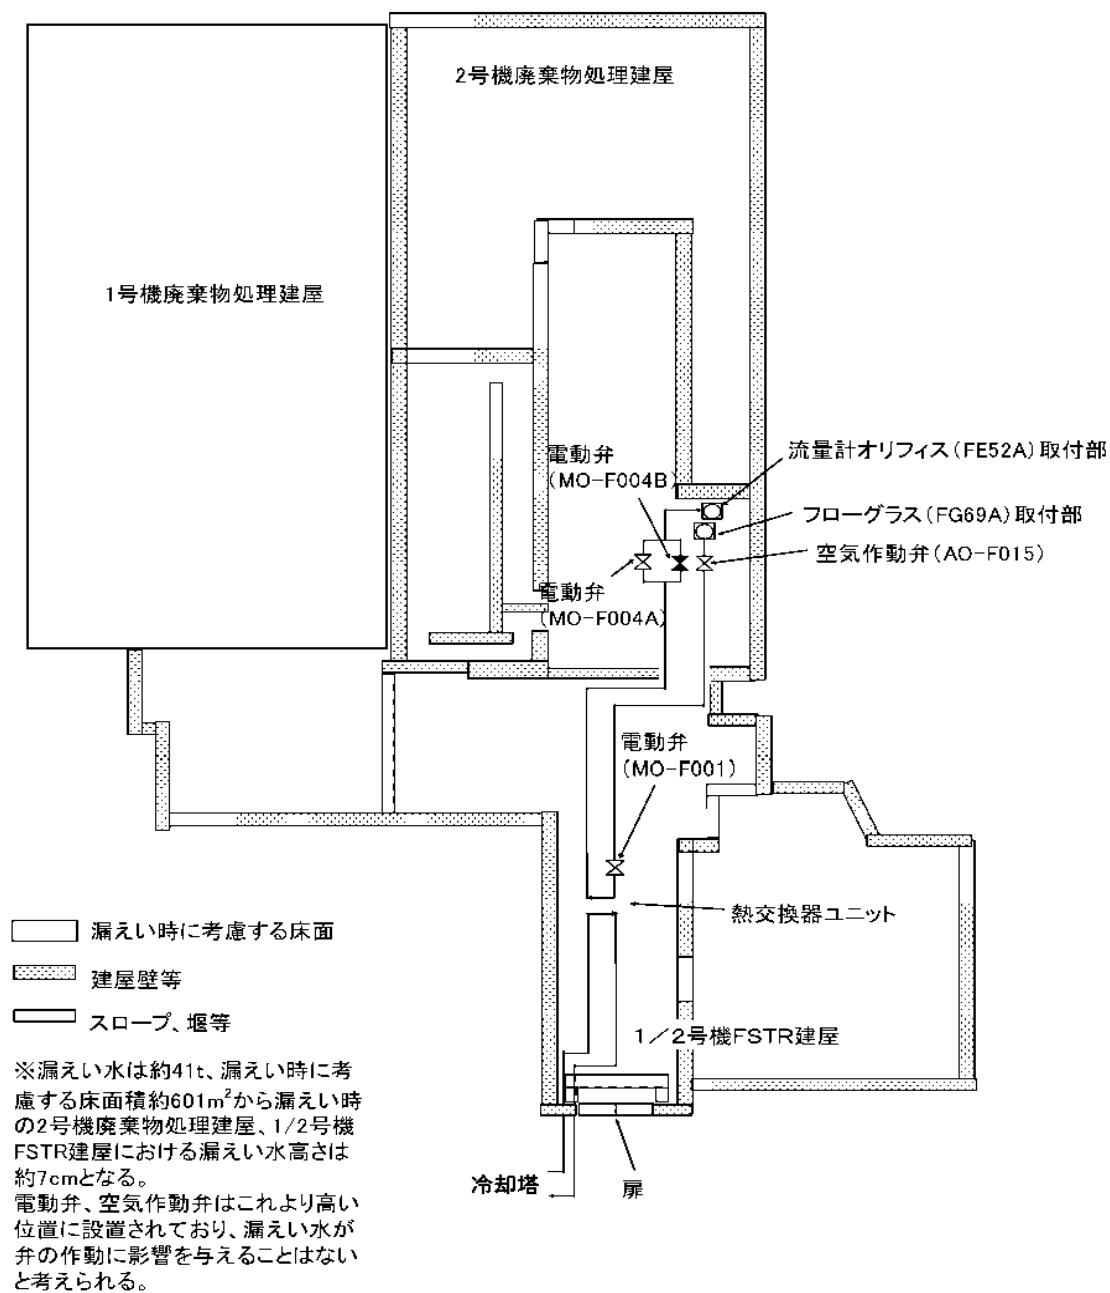 2号機廃棄物処理建屋
1号機廃棄物処理建屋
電動弁
(MO-F004B)
流量計オリフィス(FE52A)取付部
フローグラス(FG69A)取付部
空気作動弁(AO-F015)
電動弁
(MO-F004A)
電動弁
(MO-F001)
熱交換器ユニット
漏えい時に考慮する床面
建屋壁等
スロープ、堰等
1/2号機FSTR建屋
※漏えい水は約41t、漏えい時に考
慮する床面積約601m²から漏えい時
の2号機廃棄物処理建屋、1/2号機
FSTR建屋における漏えい水高さは
約7cmとなる。
電動弁、空気作動弁はこれより高い
位置に設置されており、漏えい水が
弁の作動に影響を与えることはない
と考えられる。
冷却塔
扉